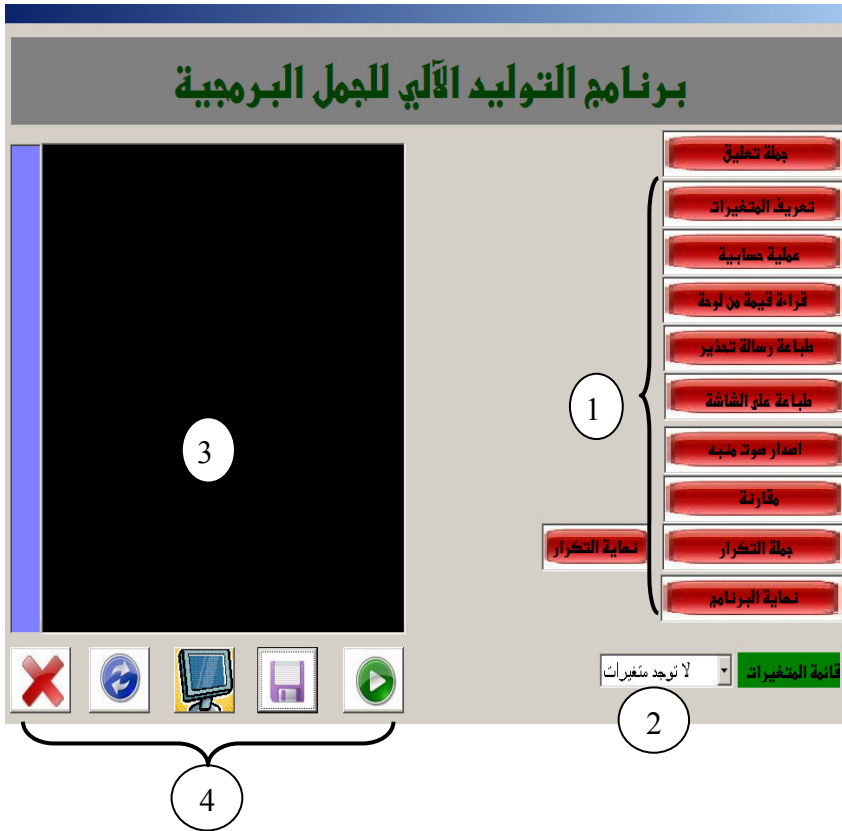 برنامج التوليد الآلي للجمل البرمجية
جملة تعليق
تعريف المتغيرات
عملية حسابية
قراءة قيمة من لوحة
طباعة رسالة تحذير
طباعة على الشاشة
1
اصدار صوت منبه
3
مقارنة
جملة التكرار
نهاية التكرار
نهاية البرنامج
قائمة المتغيرات
لا توجد متغيرات
2
4